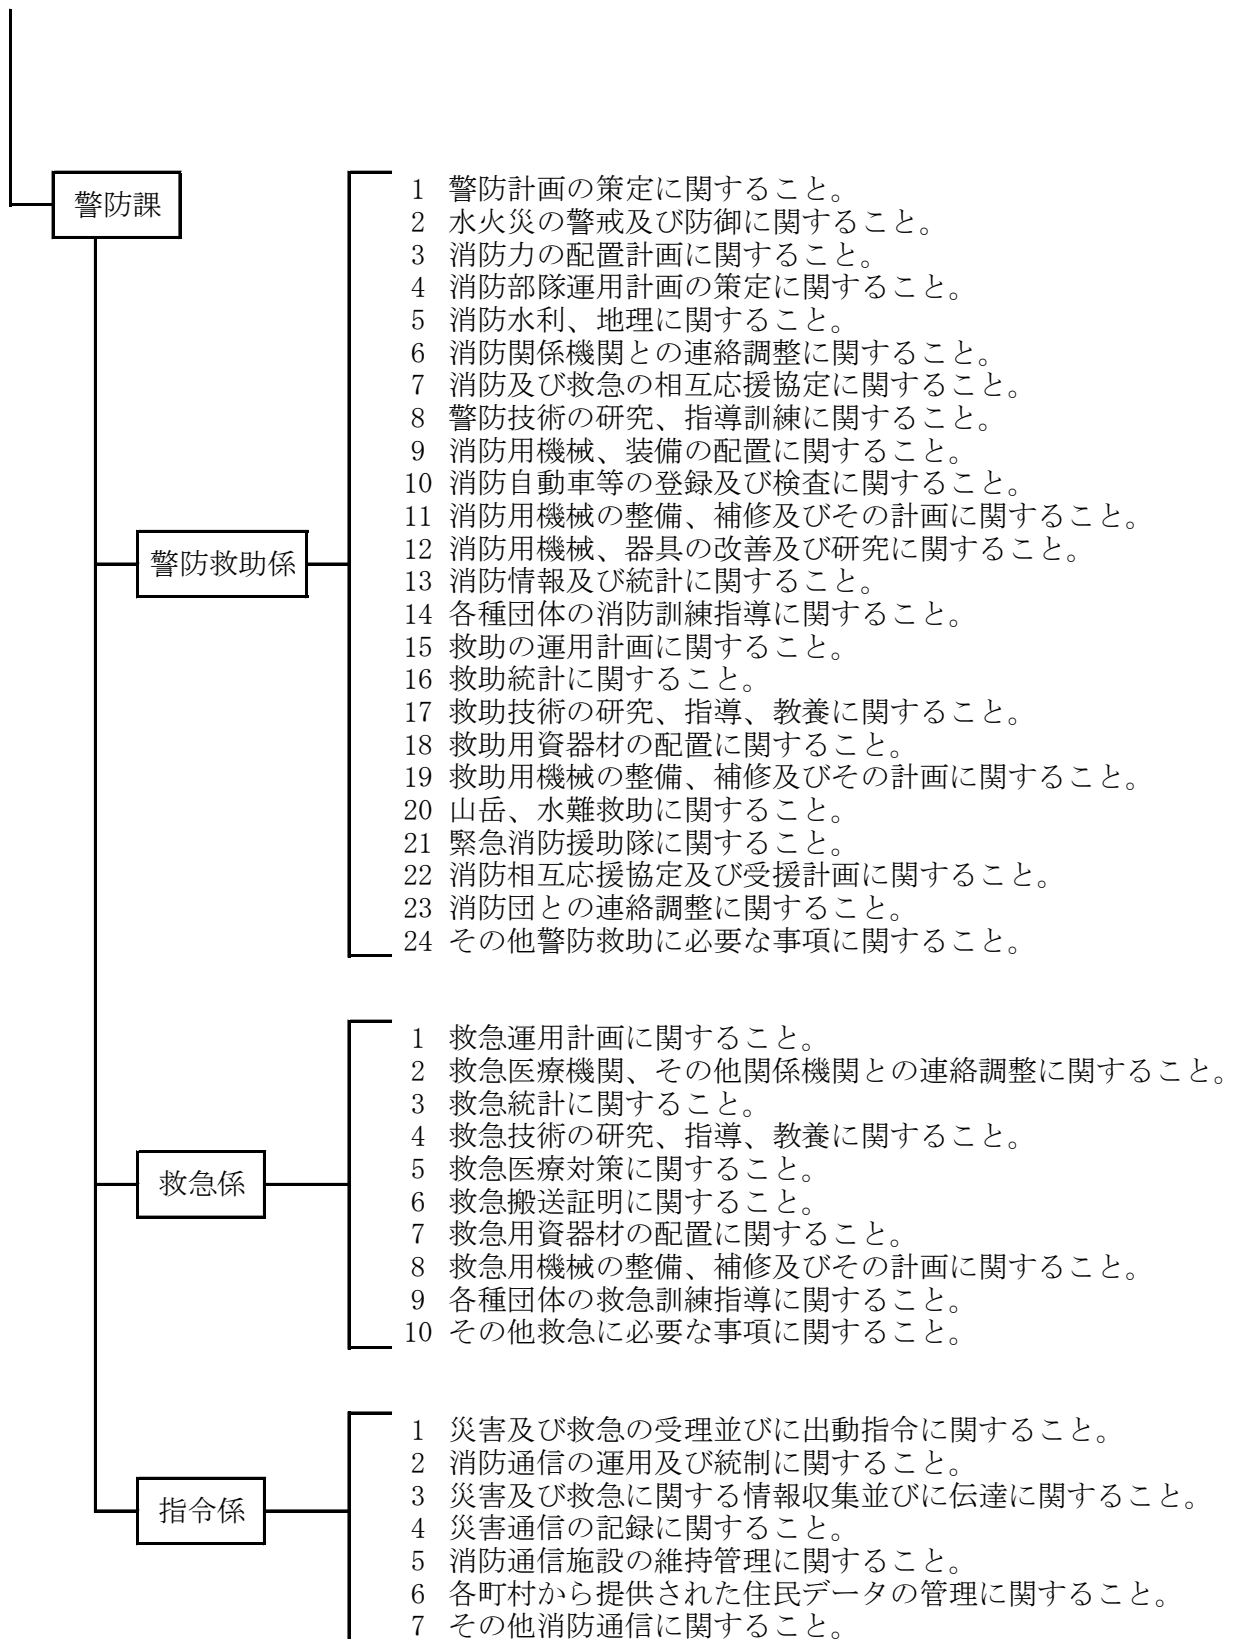 警防課
警防救助係
1 警防計画の策定に関すること。
2 水火災の警戒及び防御に関すること。
3 消防力の配置計画に関すること。
4 消防部隊運用計画の策定に関すること。
5 消防水利、地理に関すること。
6 消防関係機関との連絡調整に関すること。
7 消防及び救急の相互応援協定に関すること。
8 警防技術の研究、指導訓練に関すること。
9 消防用機械、装備の配置に関すること。
10 消防自動車等の登録及び検査に関すること。
11 消防用機械の整備、補修及びその計画に関すること。
12 消防用機械、器具の改善及び研究に関すること。
13 消防情報及び統計に関すること。
14 各種団体の消防訓練指導に関すること。
15 救助の運用計画に関すること。
16 救助統計に関すること。
17 救助技術の研究、指導、教養に関すること。
18 救助用資器材の配置に関すること。
19 救助用機械の整備、補修及びその計画に関すること。
20 山岳、水難救助に関すること。
21 緊急消防援助隊に関すること。
22 消防相互応援協定及び受援計画に関すること。
23 消防団との連絡調整に関すること。
24 その他警防救助に必要な事項に関すること。
救急係
1 救急運用計画に関すること。
2 救急医療機関、その他関係機関との連絡調整に関すること。
3 救急統計に関すること。
4 救急技術の研究、指導、教養に関すること。
5 救急医療対策に関すること。
6 救急搬送証明に関すること。
7 救急用資器材の配置に関すること。
8 救急用機械の整備、補修及びその計画に関すること。
9 各種団体の救急訓練指導に関すること。
10 その他救急に必要な事項に関すること。
指令係
1 災害及び救急の受理並びに出動指令に関すること。
2 消防通信の運用及び統制に関すること。
3 災害及び救急に関する情報収集並びに伝達に関すること。
4 災害通信の記録に関すること。
5 消防通信施設の維持管理に関すること。
6 各町村から提供された住民データの管理に関すること。
7 その他消防通信に関すること。